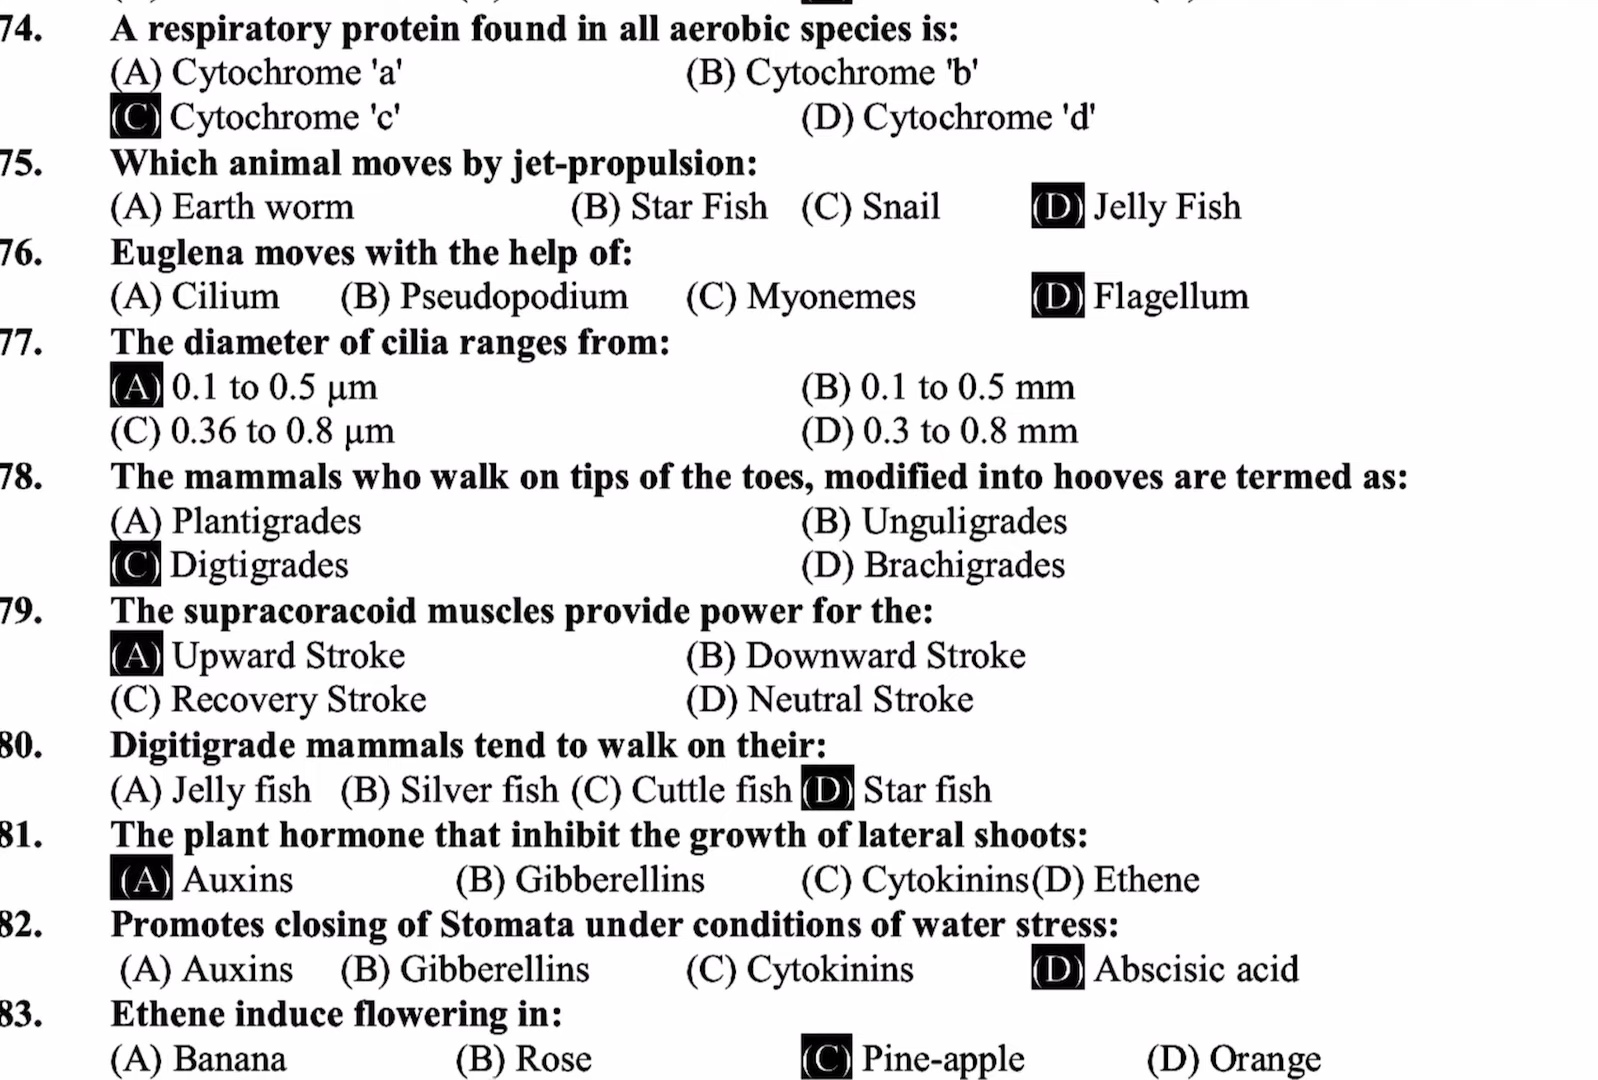 74. A respiratory protein found in all aerobic species is:
(A) Cytochrome 'a' (B) Cytochrome 'b'
(C) Cytochrome 'c' (D) Cytochrome 'd'
75. Which animal moves by jet-propulsion:
(A) Earth worm (B) Star Fish (C) Snail (D) Jelly Fish
76. Euglena moves with the help of:
(A) Cilium (B) Pseudopodium (C) Myonemes (D) Flagellum
77. The diameter of cilia ranges from:
(A) 0.1 to 0.5 μm (B) 0.1 to 0.5 mm
(C) 0.36 to 0.8 μm (D) 0.3 to 0.8 mm
78. The mammals who walk on tips of the toes, modified into hooves are termed as:
(A) Plantigrades (B) Unguligrades
(C) Digtigrades (D) Brachigrades
79. The supracoracoid muscles provide power for the:
(A) Upward Stroke (B) Downward Stroke
(C) Recovery Stroke (D) Neutral Stroke
80. Digitigrade mammals tend to walk on their:
(A) Jelly fish (B) Silver fish (C) Cuttle fish (D) Star fish
81. The plant hormone that inhibit the growth of lateral shoots:
(A) Auxins (B) Gibberellins (C) Cytokinins(D) Ethene
82. Promotes closing of Stomata under conditions of water stress:
(A) Auxins (B) Gibberellins (C) Cytokinins (D) Abscisic acid
83. Ethene induce flowering in:
(A) Banana (B) Rose (C) Pine-apple (D) Orange